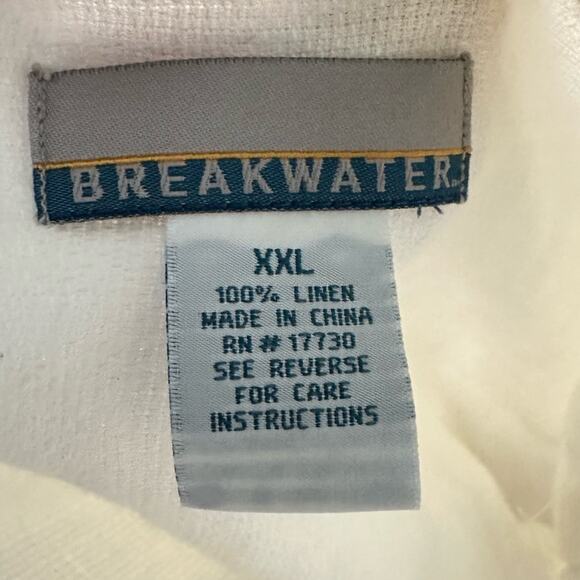 BREAKWATER
XXL
100% LINEN
MADE IN CHINA
RN # 17730
SEE REVERSE
FOR CARE
INSTRUCTIONS